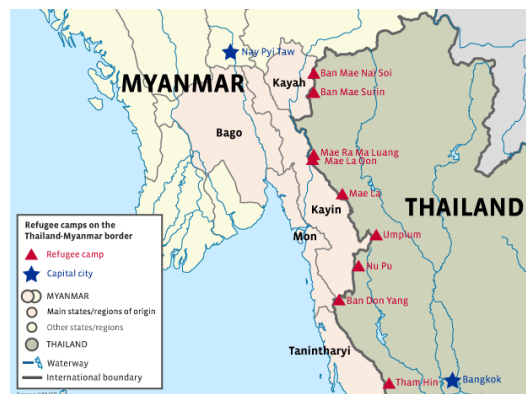 Nay Pyi Taw
MYANMAR
Kayah
Ban Mae Nai Soi
Ban Mae Surin
Bago
Mae Ra Ma Luang
Mae La Oon
Mae La
Kayin
THAILAND
Mon
Umpium
Nu Pu
Ban Don Yang
Tanintharyi
Tham Hin
Bangkok
Refugee camps on the
Thailand-Myanmar border
Refugee camp
Capital city
MYANMAR
Main states/regions of origin
Other states/regions
THAILAND
Waterway
International boundary